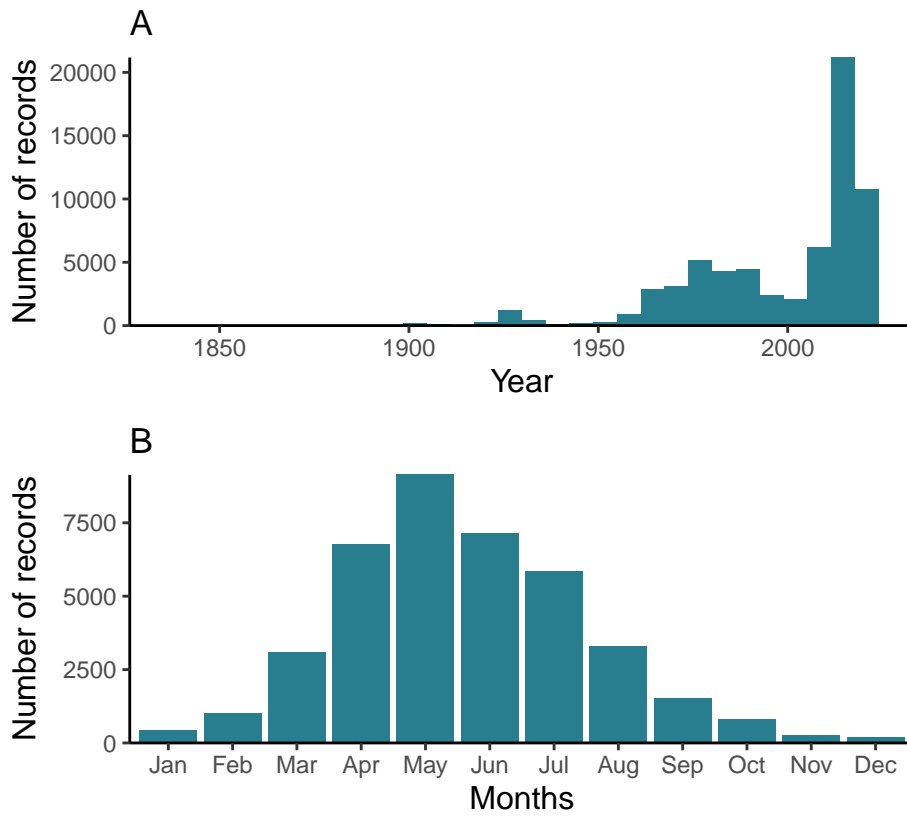 A
Number of records
20000
15000
10000
5000
0
1850 1900 1950 2000
Year
B
Number of records
7500
5000
2500
0
Jan Feb Mar Apr May Jun Jul Aug Sep Oct Nov Dec
Months